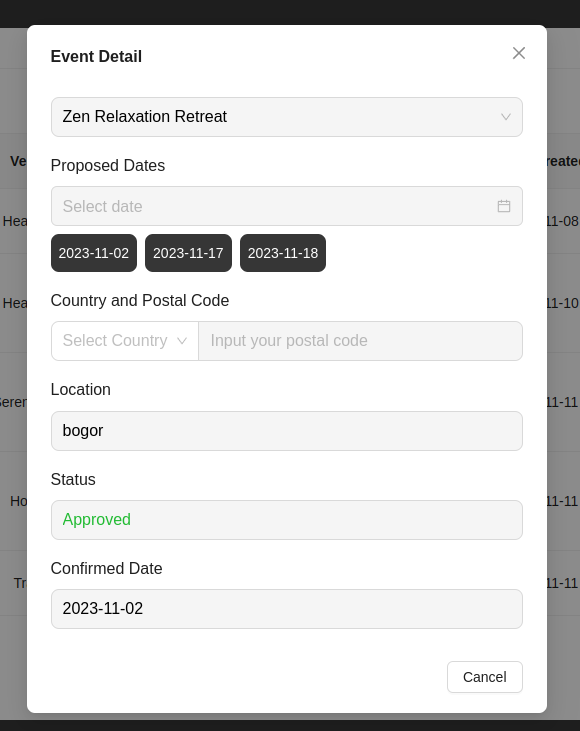 Event Detail
Zen Relaxation Retreat
Proposed Dates
Select date
2023-11-02 2023-11-17 2023-11-18
Country and Postal Code
Select Country Input your postal code
Location
bogor
Status
Approved
Confirmed Date
2023-11-02
Cancel